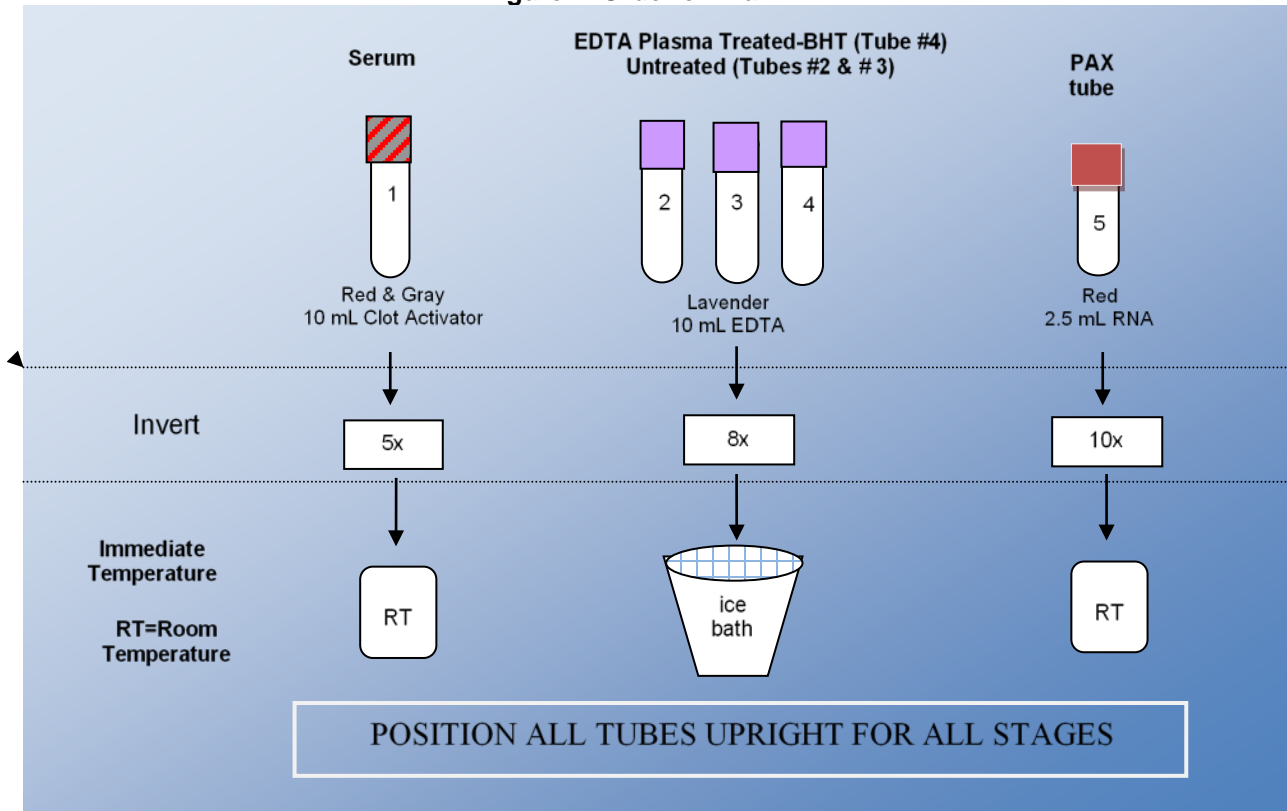 Serum
EDTA Plasma Treated-BHT (Tube #4)
Untreated (Tubes #2 & # 3)
PAX
tube
1
2
3
4
5
Red & Gray
10 mL Clot Activator
Lavender
10 mL EDTA
Red
2.5 mL RNA
Invert
5x
8x
10x
Immediate
Temperature
RT=Room
Temperature
RT
ice
bath
RT
POSITION ALL TUBES UPRIGHT FOR ALL STAGES